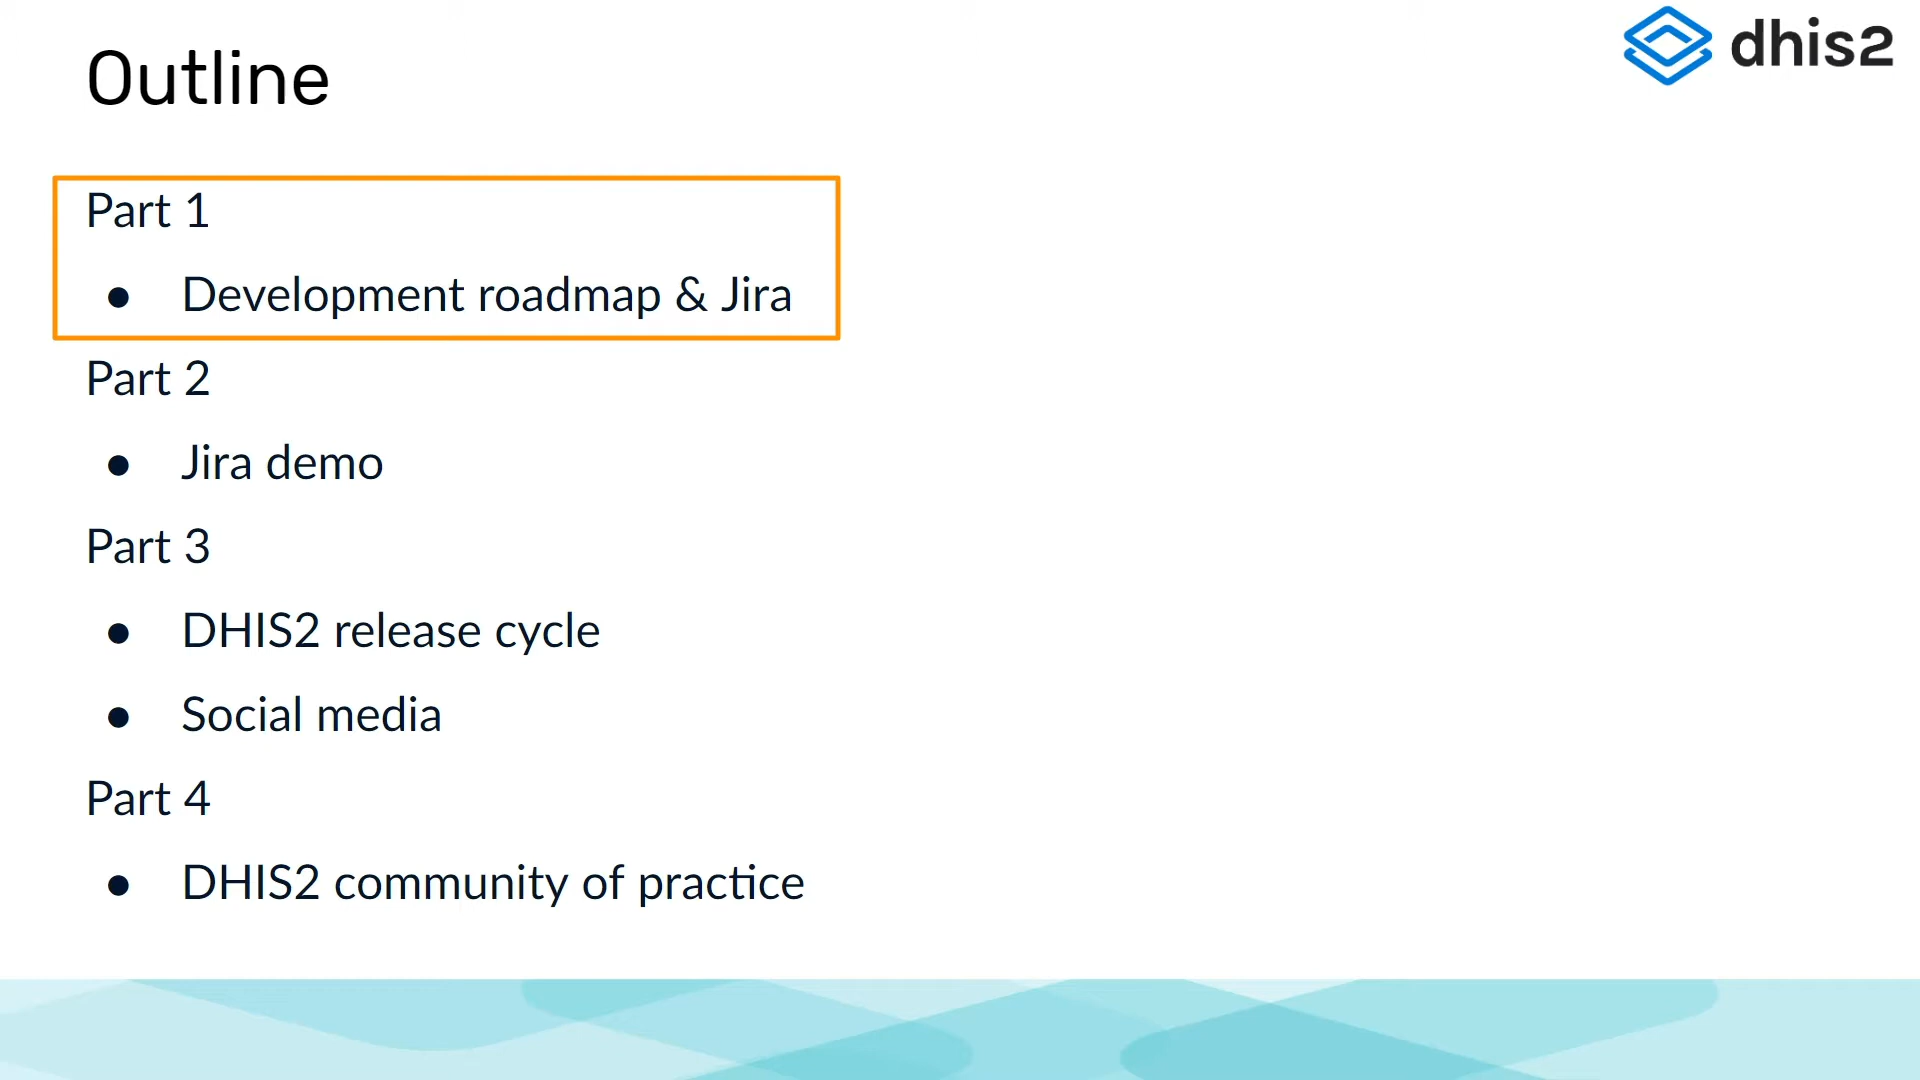 Outline
dhis2
Part 1
● Development roadmap & Jira
Part 2
● Jira demo
Part 3
● DHIS2 release cycle
● Social media
Part 4
● DHIS2 community of practice